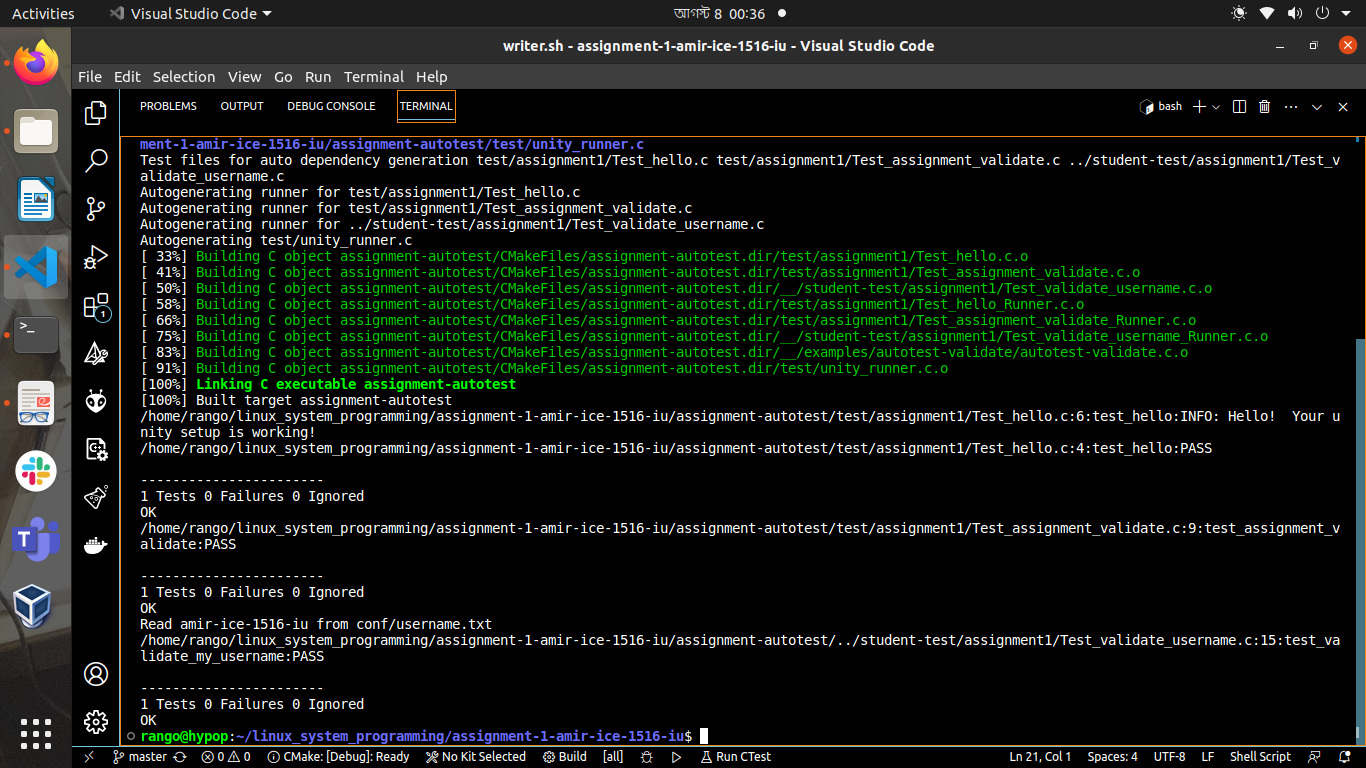 Activities
Visual Studio Code
আগস্ট 8 00:36
writer.sh - assignment-1-amir-ice-1516-iu - Visual Studio Code
File Edit Selection View Go Run Terminal Help
PROBLEMS OUTPUT DEBUG CONSOLE TERMINAL
bash
ment-1-amir-ice-1516-iu/assignment-autotest/test/unity_runner.c
Test files for auto dependency generation test/assignment1/Test_hello.c test/assignment1/Test_assignment_validate.c ../student-test/assignment1/Test_v
alidate_username.c
Autogenerating runner for test/assignment1/Test_hello.c
Autogenerating runner for test/assignment1/Test_assignment_validate.c
Autogenerating runner for ../student-test/assignment1/Test_validate_username.c
Autogenerating test/unity_runner.c
[ 33%] Building C object assignment-autotest/CMakeFiles/assignment-autotest.dir/test/assignment1/Test_hello.c.o
[ 41%] Building C object assignment-autotest/CMakeFiles/assignment-autotest.dir/test/assignment1/Test_assignment_validate.c.o
[ 50%] Building C object assignment-autotest/CMakeFiles/assignment-autotest.dir/__/student-test/assignment1/Test_validate_username.c.o
[ 58%] Building C object assignment-autotest/CMakeFiles/assignment-autotest.dir/test/assignment1/Test_hello_Runner.c.o
[ 66%] Building C object assignment-autotest/CMakeFiles/assignment-autotest.dir/test/assignment1/Test_assignment_validate_Runner.c.o
[ 75%] Building C object assignment-autotest/CMakeFiles/assignment-autotest.dir/__/student-test/assignment1/Test_validate_username_Runner.c.o
[ 83%] Building C object assignment-autotest/CMakeFiles/assignment-autotest.dir/__/examples/autotest-validate/autotest-validate.c.o
[ 91%] Building C object assignment-autotest/CMakeFiles/assignment-autotest.dir/test/unity_runner.c.o
[100%] Linking C executable assignment-autotest
[100%] Built target assignment-autotest
/home/rango/linux_system_programming/assignment-1-amir-ice-1516-iu/assignment-autotest/test/assignment1/Test_hello.c:6:test_hello:INFO: Hello!  Your u
nity setup is working!
/home/rango/linux_system_programming/assignment-1-amir-ice-1516-iu/assignment-autotest/test/assignment1/Test_hello.c:4:test_hello:PASS
-----------------------
1 Tests 0 Failures 0 Ignored
OK
/home/rango/linux_system_programming/assignment-1-amir-ice-1516-iu/assignment-autotest/test/assignment1/Test_assignment_validate.c:9:test_assignment_v
alidate:PASS
-----------------------
1 Tests 0 Failures 0 Ignored
OK
Read amir-ice-1516-iu from conf/username.txt
/home/rango/linux_system_programming/assignment-1-amir-ice-1516-iu/assignment-autotest/../student-test/assignment1/Test_validate_username.c:15:test_va
lidate_my_username:PASS
-----------------------
1 Tests 0 Failures 0 Ignored
OK
rango@hypop:~/linux_system_programming/assignment-1-amir-ice-1516-iu$
master 0 0 CMake: [Debug]: Ready No Kit Selected Build [all] Run CTest Ln 21, Col 1 Spaces: 4 UTF-8 LF Shell Script